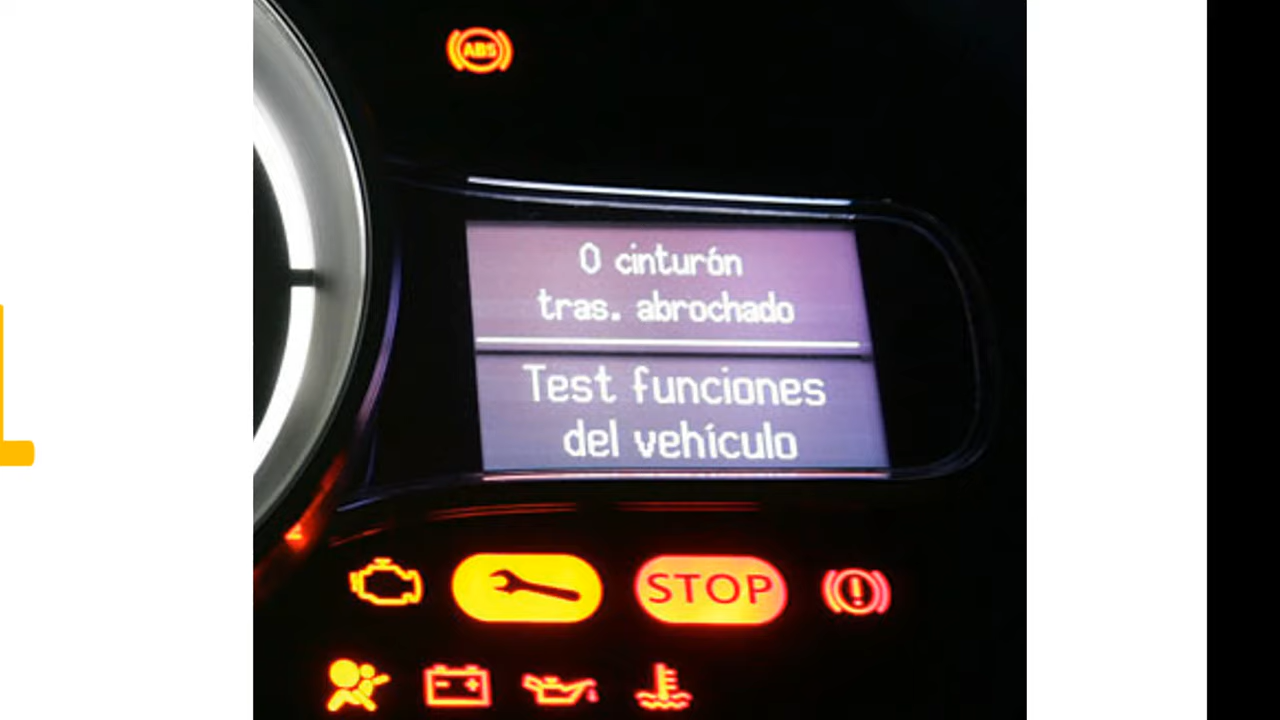 ABS
0 cinturón
tras. abrochado
Test funciones
del vehículo
STOP